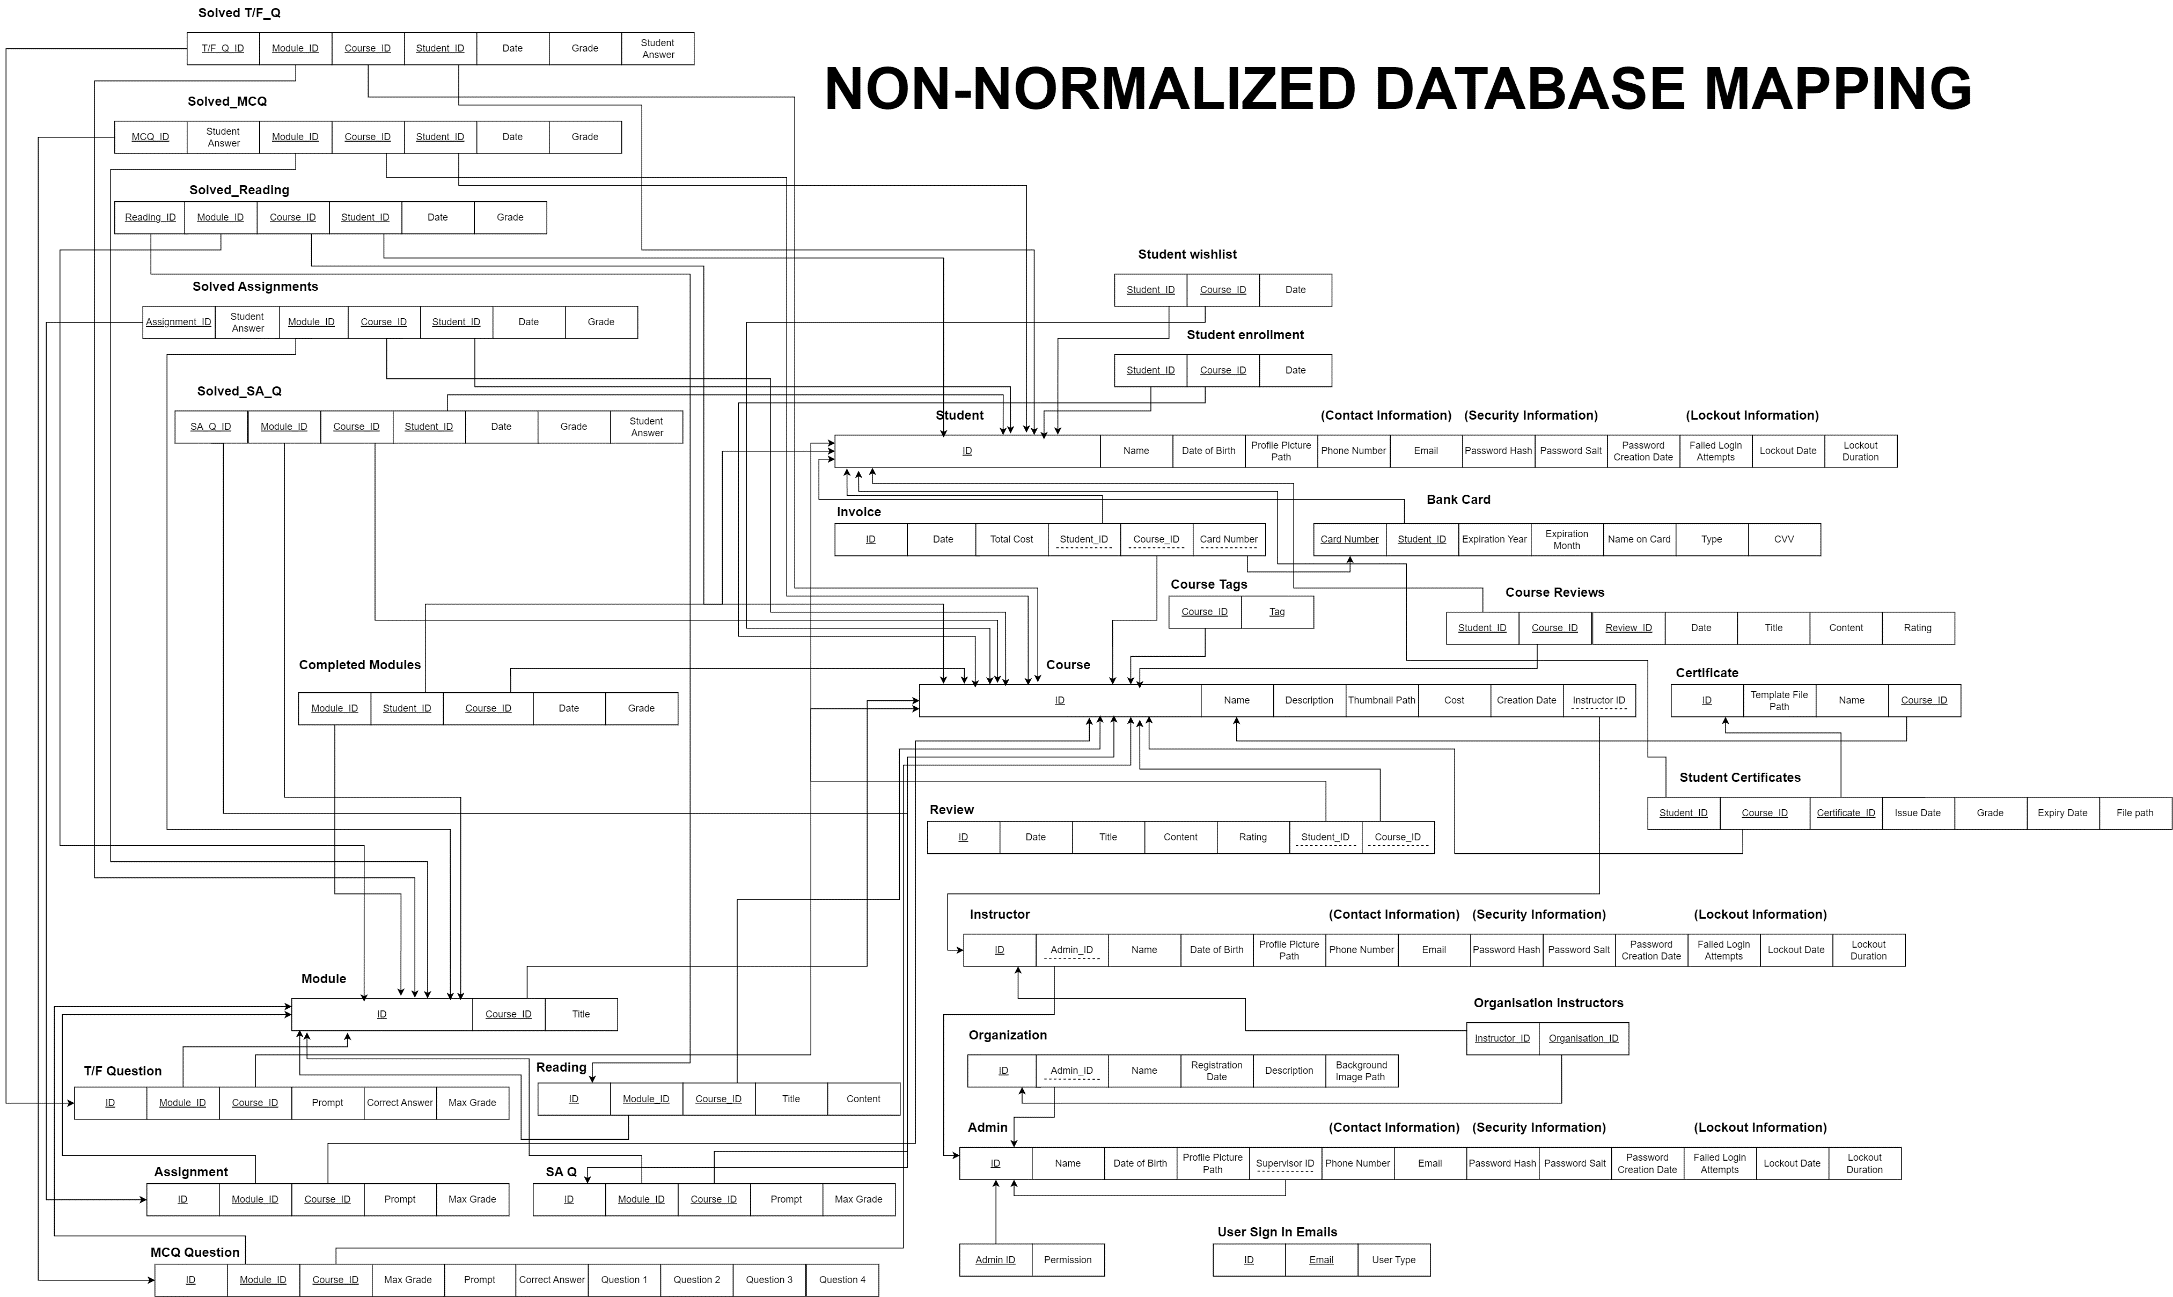 NON-NORMALIZED DATABASE MAPPING
Solved T/F_Q
T/F_Q_ID Module_ID Course_ID Student_ID Date Grade Student Answer
Solved_MCQ
MCQ_ID Student Answer Module_ID Course_ID Student_ID Date Grade
Solved_Reading
Reading_ID Module_ID Course_ID Student_ID Date Grade
Solved Assignments
Assignment_ID Student Answer Module_ID Course_ID Student_ID Date Grade
Solved_SA_Q
SA_Q_ID Module_ID Course_ID Student_ID Date Grade Student Answer
Student wishlist
Student_ID Course_ID Date
Student enrollment
Student_ID Course_ID Date
Student (Contact Information) (Security Information) (Lockout Information)
ID Name Date of Birth Profile Picture Path Phone Number Email Password Hash Password Salt Password Creation Date Failed Login Attempts Lockout Date Lockout Duration
Invoice
ID Date Total Cost Student_ID Course_ID Card Number
Bank Card
Card Number Student_ID Expiration Year Expiration Month Name on Card Type CVV
Course Tags
Course_ID Tag
Course Reviews
Student_ID Course_ID Review_ID Date Title Content Rating
Completed Modules
Module_ID Student_ID Course_ID Date Grade
Course
ID Name Description Thumbnail Path Cost Creation Date Instructor ID
Certificate
ID Template File Path Name Course_ID
Student Certificates
Student_ID Course_ID Certificate_ID Issue Date Grade Expiry Date File path
Review
ID Date Title Content Rating Student_ID Course_ID
Instructor (Contact Information) (Security Information) (Lockout Information)
ID Admin_ID Name Date of Birth Profile Picture Path Phone Number Email Password Hash Password Salt Password Creation Date Failed Login Attempts Lockout Date Lockout Duration
Module
ID Course_ID Title
Organisation Instructors
Instructor_ID Organisation_ID
Organization
ID Admin_ID Name Registration Date Description Background Image Path
T/F Question
ID Module_ID Course_ID Prompt Correct Answer Max Grade
Reading
ID Module_ID Course_ID Title Content
Admin (Contact Information) (Security Information) (Lockout Information)
ID Name Date of Birth Profile Picture Path Supervisor ID Phone Number Email Password Hash Password Salt Password Creation Date Failed Login Attempts Lockout Date Lockout Duration
Assignment
ID Module_ID Course_ID Prompt Max Grade
SA Q
ID Module_ID Course_ID Prompt Max Grade
MCQ Question
ID Module_ID Course_ID Max Grade Prompt Correct Answer Question 1 Question 2 Question 3 Question 4
Admin ID Permission
User Sign In Emails
ID Email User Type